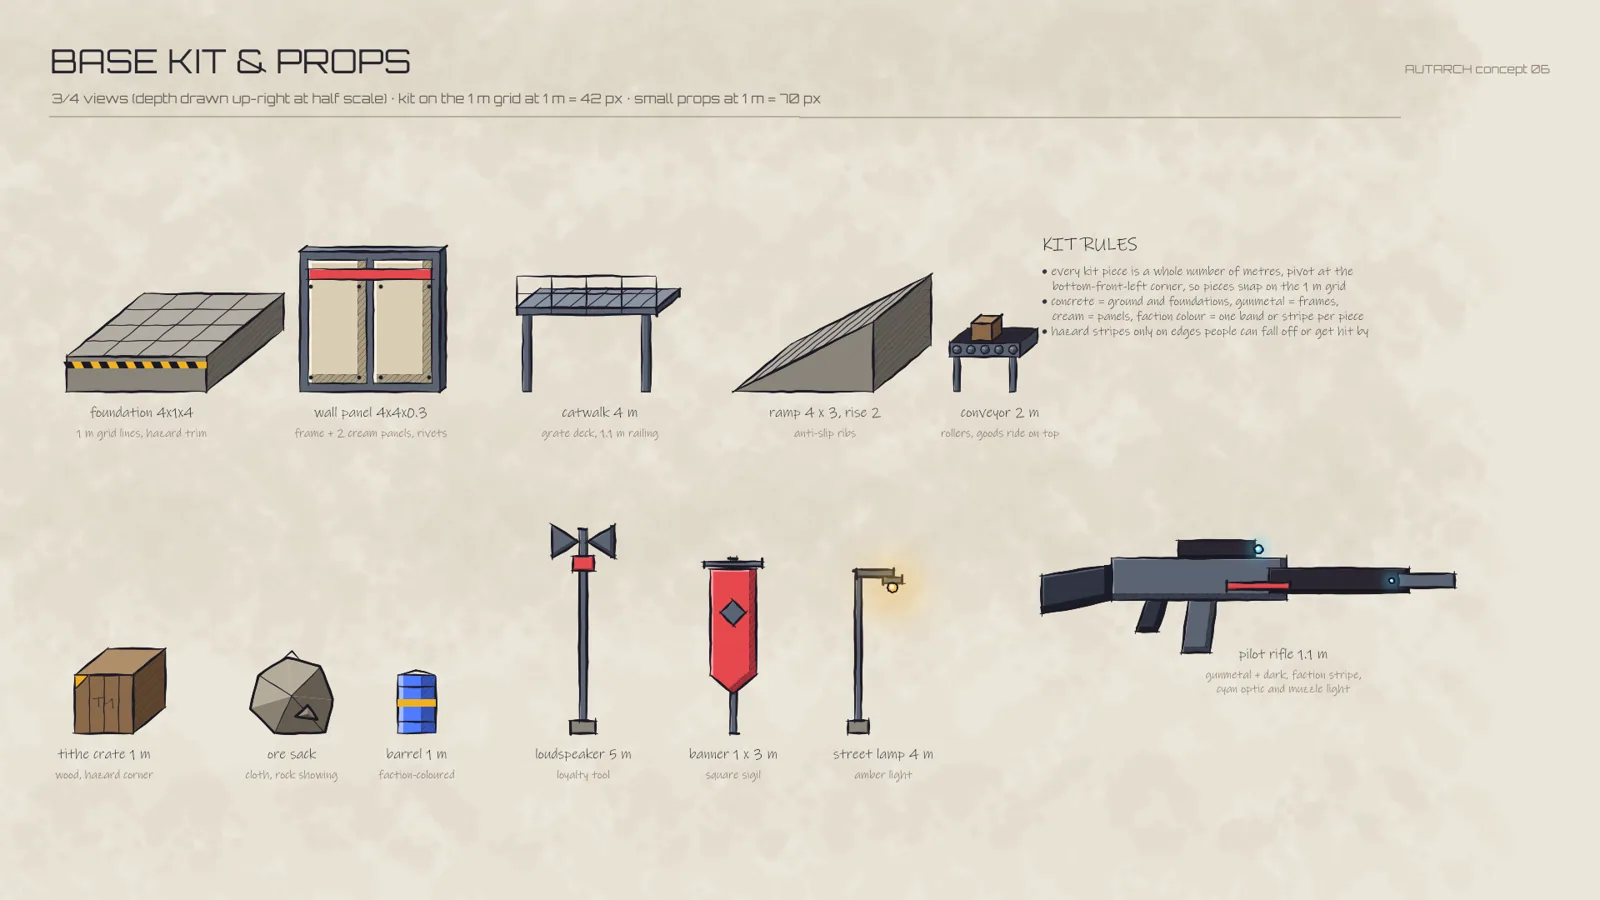 BASE KIT & PROPS
AUTARCH concept 06
3/4 views (depth drawn up-right at half scale) · kit on the 1 m grid at 1 m = 42 px · small props at 1 m = 70 px
KIT RULES
• every kit piece is a whole number of metres, pivot at the
bottom-front-left corner, so pieces snap on the 1 m grid
• concrete = ground and foundations, gunmetal = frames,
cream = panels, faction colour = one band or stripe per piece
• hazard stripes only on edges people can fall off or get hit by
foundation 4x1x4
1 m grid lines, hazard trim
wall panel 4x4x0.3
frame + 2 cream panels, rivets
catwalk 4 m
grate deck, 1.1 m railing
ramp 4 x 3, rise 2
anti-slip ribs
conveyor 2 m
rollers, goods ride on top
pilot rifle 1.1 m
gunmetal + dark, faction stripe,
cyan optic and muzzle light
tithe crate 1 m
wood, hazard corner
ore sack
cloth, rock showing
barrel 1 m
faction-coloured
loudspeaker 5 m
loyalty tool
banner 1 x 3 m
square sigil
street lamp 4 m
amber light